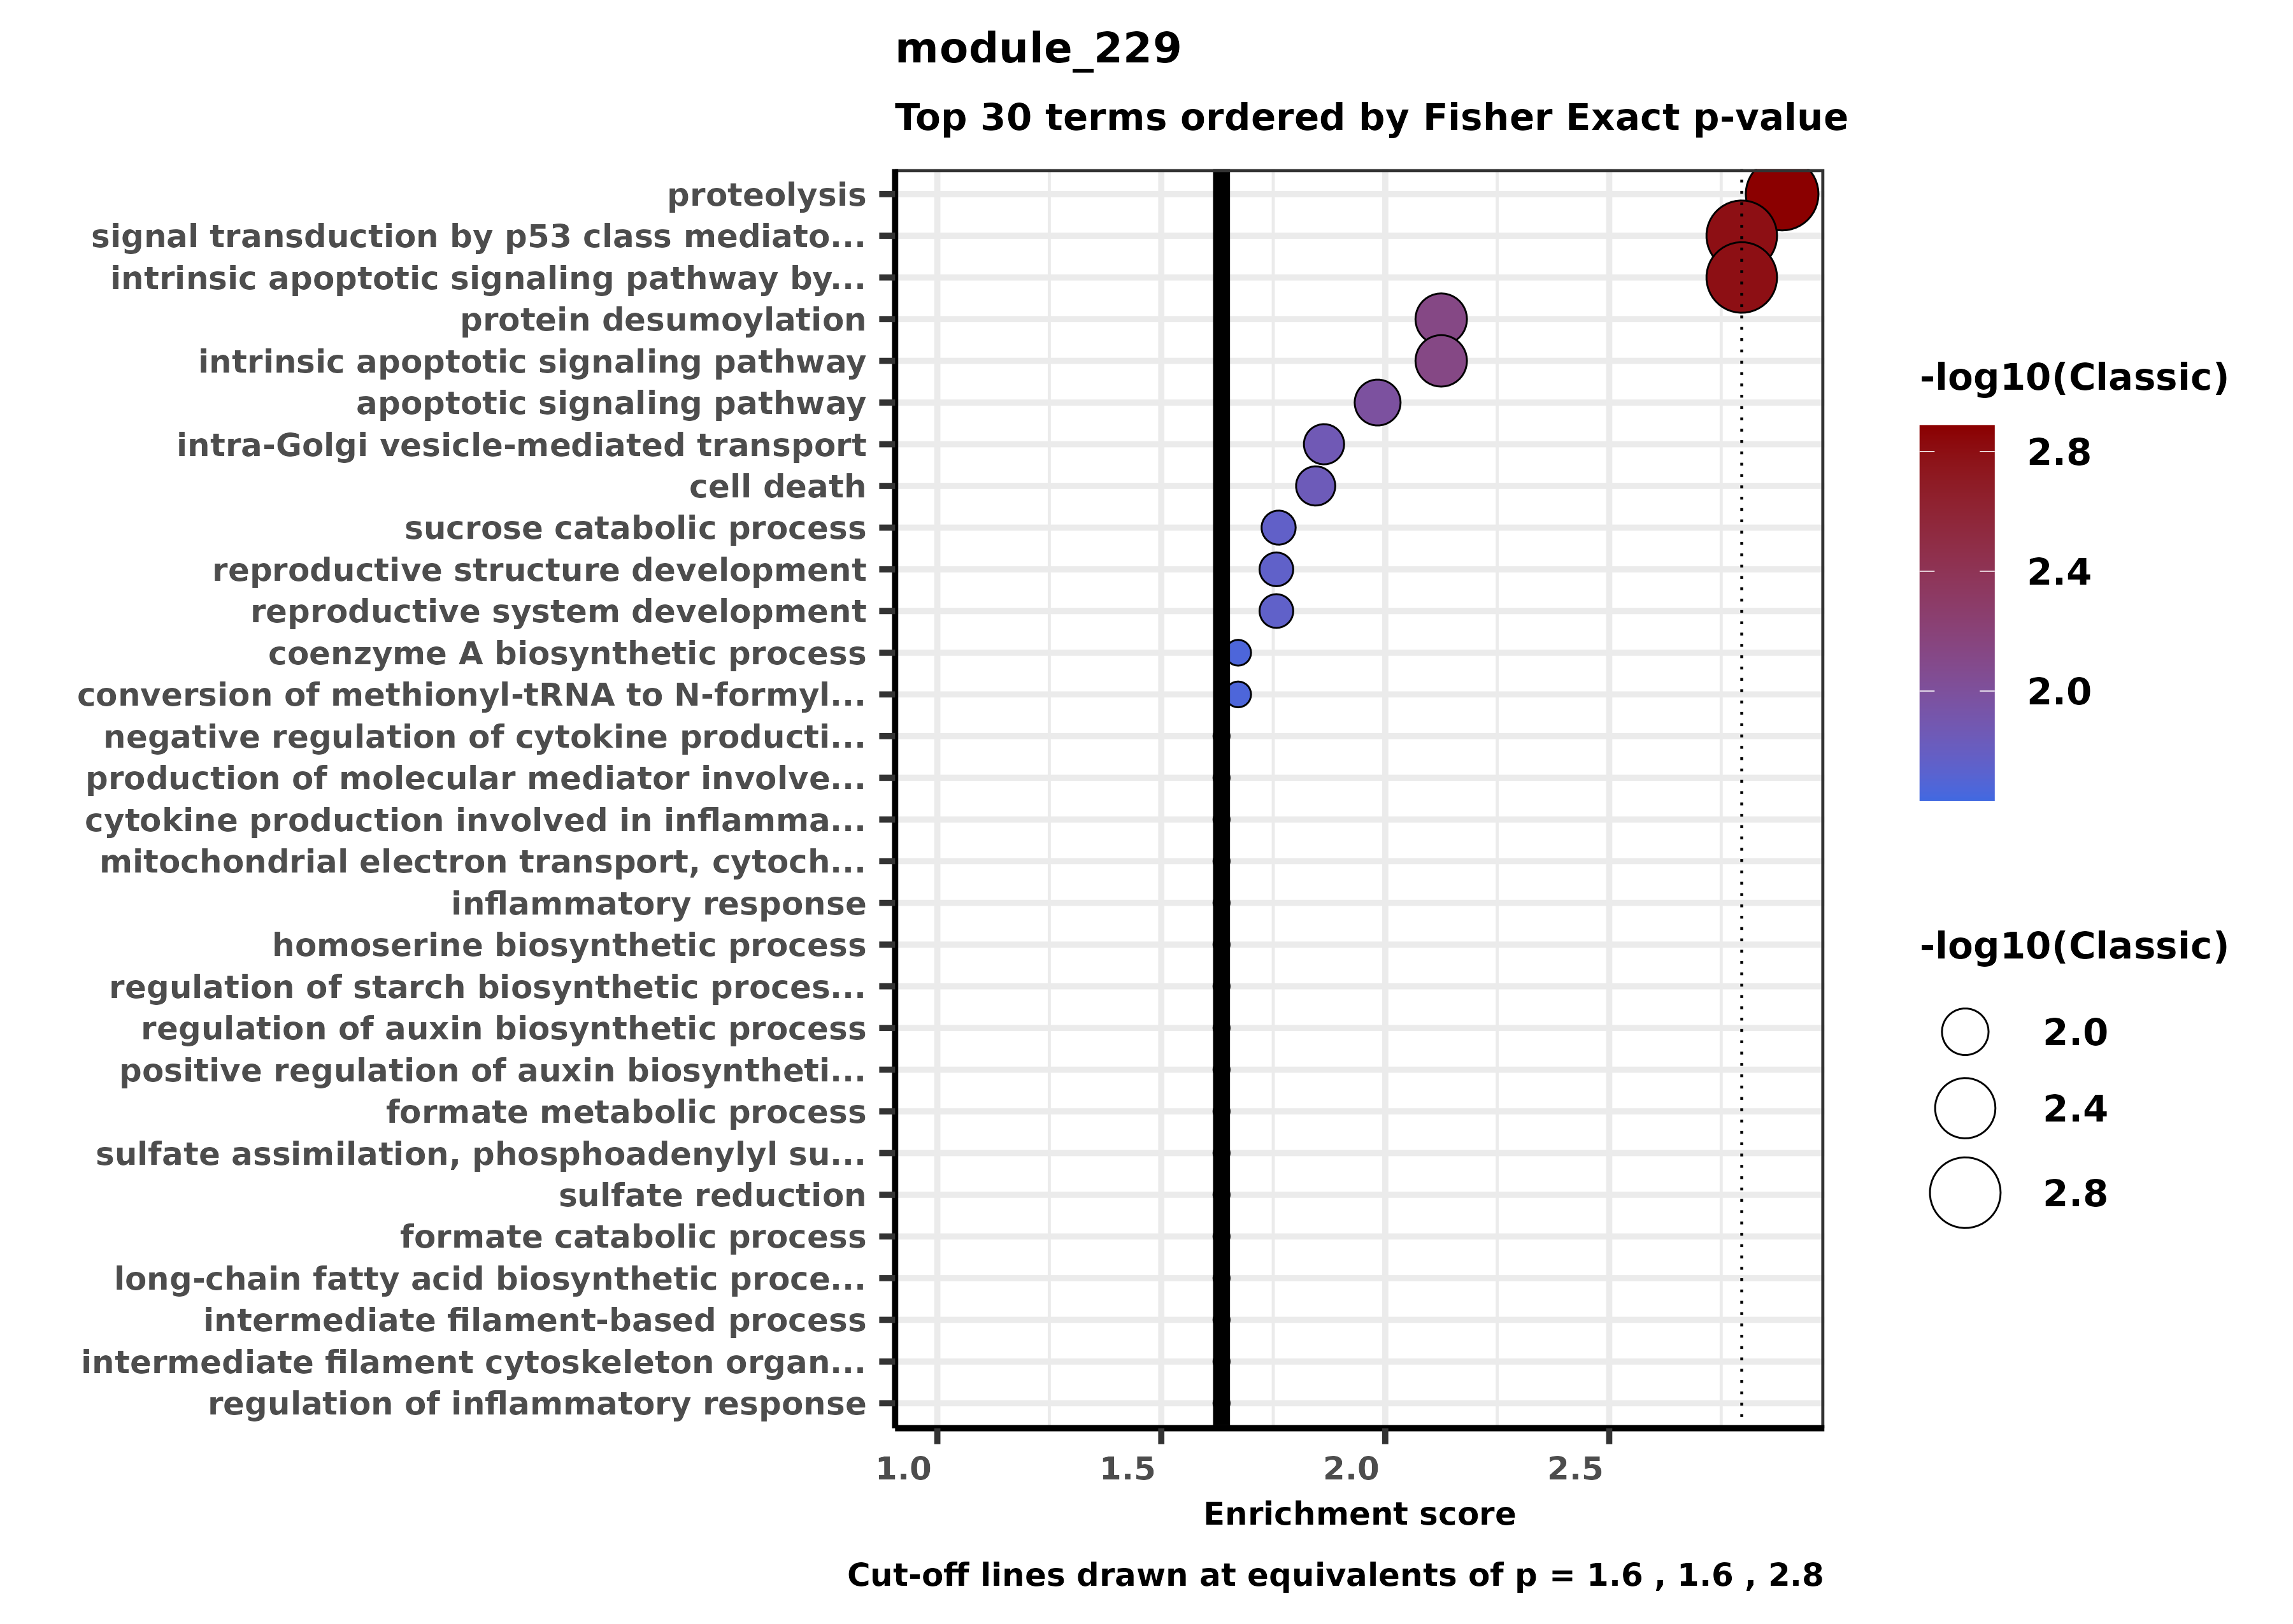 module_229
Top 30 terms ordered by Fisher Exact p-value
proteolysis
signal transduction by p53 class mediato...
intrinsic apoptotic signaling pathway by...
protein desumoylation
intrinsic apoptotic signaling pathway
apoptotic signaling pathway
intra-Golgi vesicle-mediated transport
cell death
sucrose catabolic process
reproductive structure development
reproductive system development
coenzyme A biosynthetic process
conversion of methionyl-tRNA to N-formyl...
negative regulation of cytokine producti...
production of molecular mediator involve...
cytokine production involved in inflamma...
mitochondrial electron transport, cytoch...
inflammatory response
homoserine biosynthetic process
regulation of starch biosynthetic proces...
regulation of auxin biosynthetic process
positive regulation of auxin biosyntheti...
formate metabolic process
sulfate assimilation, phosphoadenylyl su...
sulfate reduction
formate catabolic process
long-chain fatty acid biosynthetic proce...
intermediate filament-based process
intermediate filament cytoskeleton organ...
regulation of inflammatory response
1.0 1.5 2.0 2.5
Enrichment score
Cut-off lines drawn at equivalents of p = 1.6 , 1.6 , 2.8
-log10(Classic)
2.8
2.4
2.0
-log10(Classic)
2.0
2.4
2.8